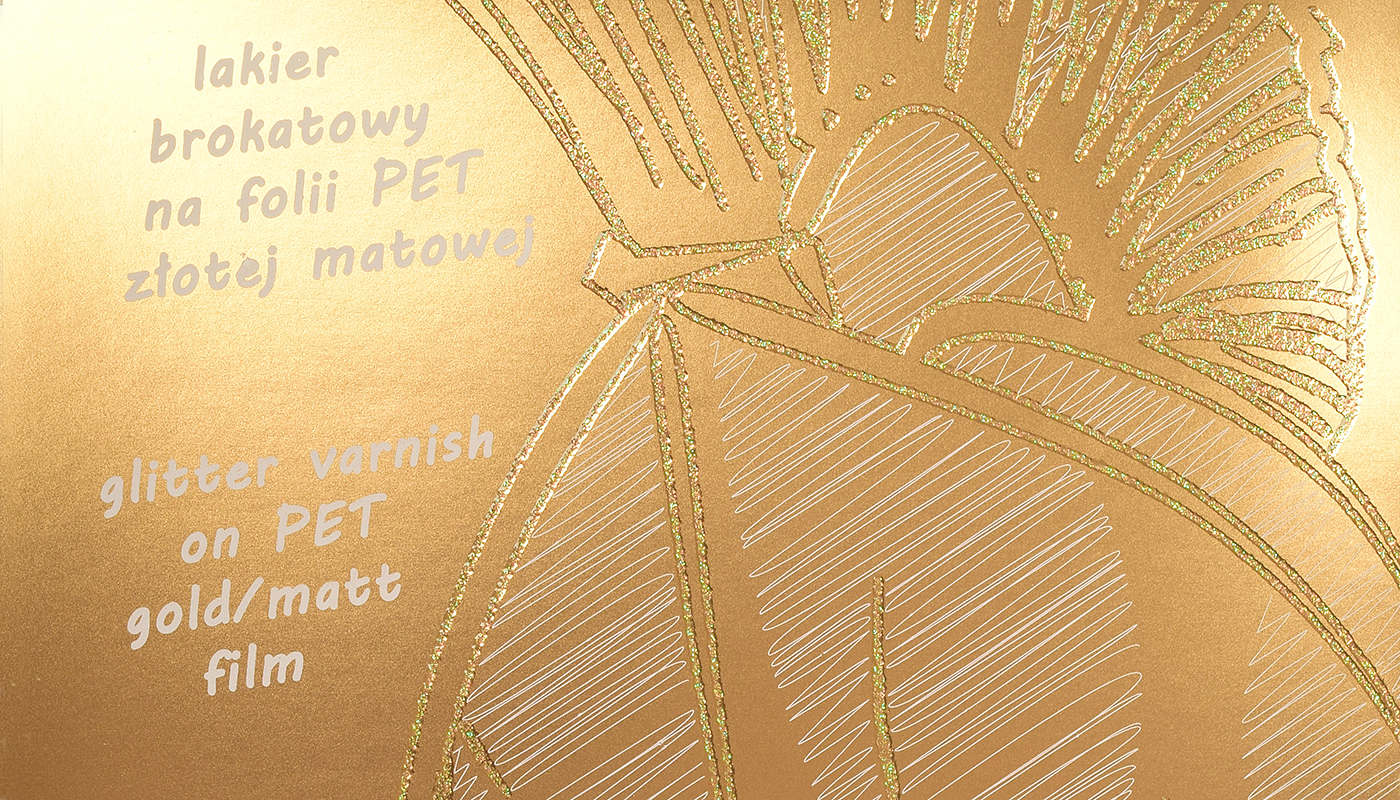 lakier
brokatowy
na folii PET
złotej matowej
glitter varnish
on PET
gold/matt
film